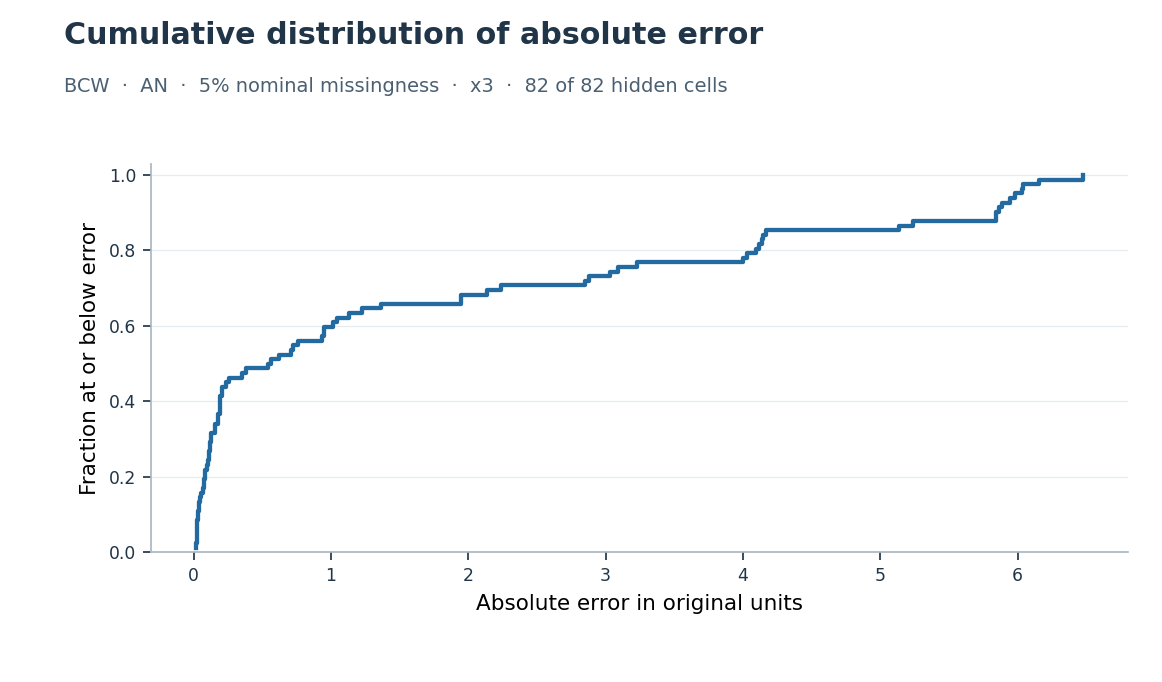 Cumulative distribution of absolute error
BCW · AN · 5% nominal missingness · x3 · 82 of 82 hidden cells
Fraction at or below error
1.0
0.8
0.6
0.4
0.2
0.0
0 1 2 3 4 5 6
Absolute error in original units